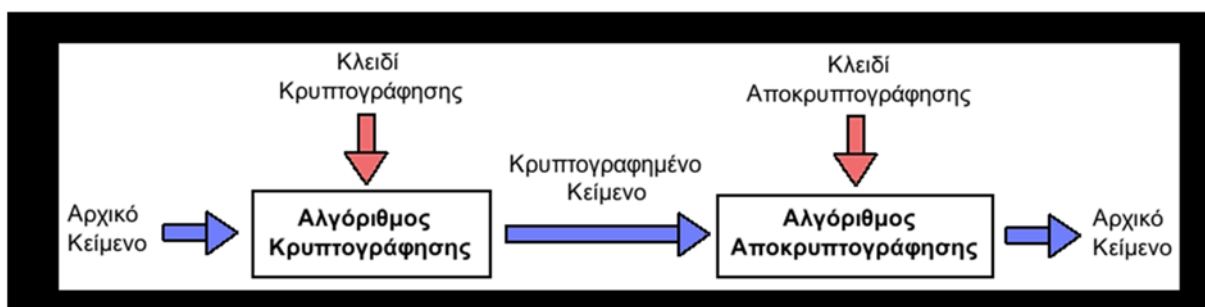 Κλειδί
Κρυπτογράφησης
Κλειδί
Αποκρυπτογράφησης
Αρχικό
Κείμενο
Αλγόριθμος
Κρυπτογράφησης
Κρυπτογραφημένο
Κείμενο
Αλγόριθμος
Αποκρυπτογράφησης
Αρχικό
Κείμενο